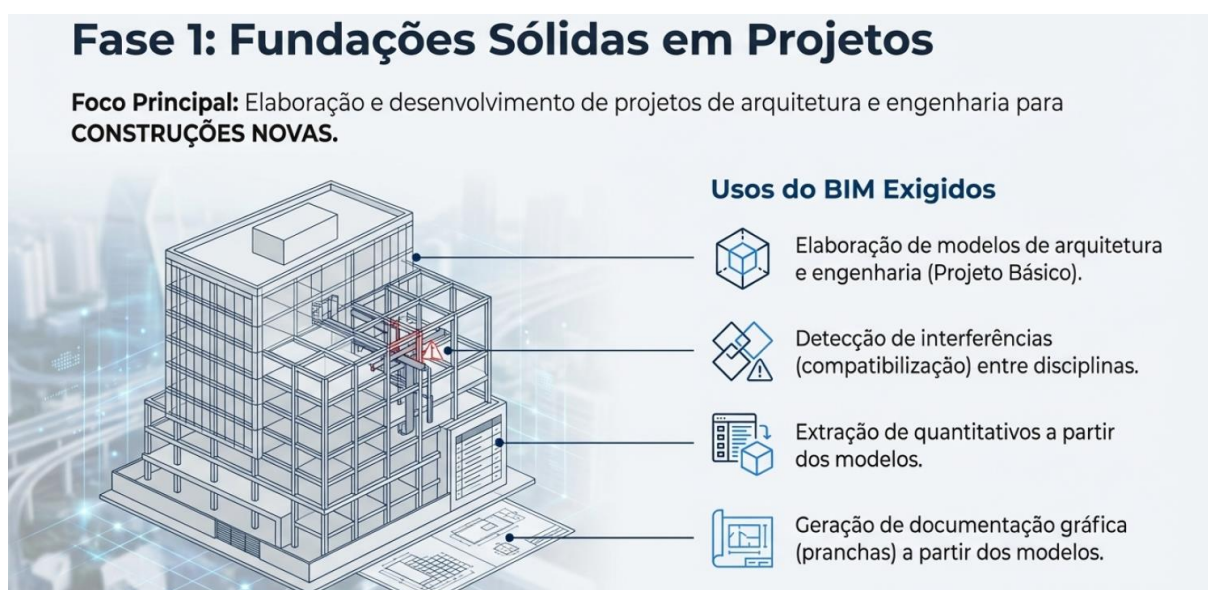 Fase 1: Fundações Sólidas em Projetos
Foco Principal: Elaboração e desenvolvimento de projetos de arquitetura e engenharia para
CONSTRUÇÕES NOVAS.
Usos do BIM Exigidos
Elaboração de modelos de arquitetura
e engenharia (Projeto Básico).
Detecção de interferências
(compatibilização) entre disciplinas.
Extração de quantitativos a partir
dos modelos.
Geração de documentação gráfica
(pranchas) a partir dos modelos.